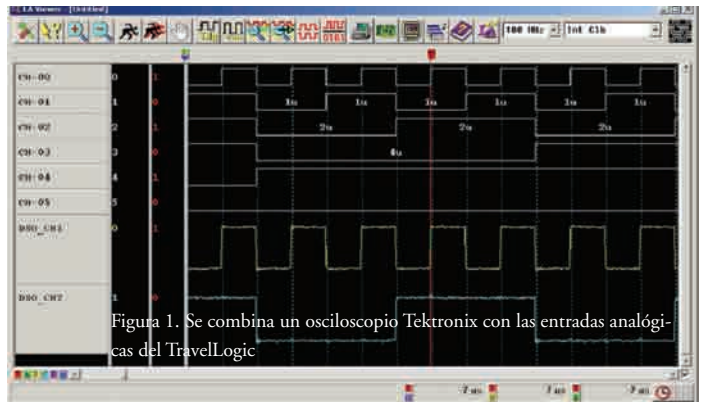 LA Viewer - [Untitled]
100 MHz Int Clk
CH-00 0 1
CH-01 1 0 1u 1u 1u 1u 1u 1u
CH-02 2 1 2u 2u 2u
CH-03 3 0 4u
CH-04 4 1
CH-05 5 0
DSO_CH1 0 1
DSO_CH2 1 0
Figura 1. Se combina un osciloscopio Tektronix con las entradas analógi-
cas del TravelLogic